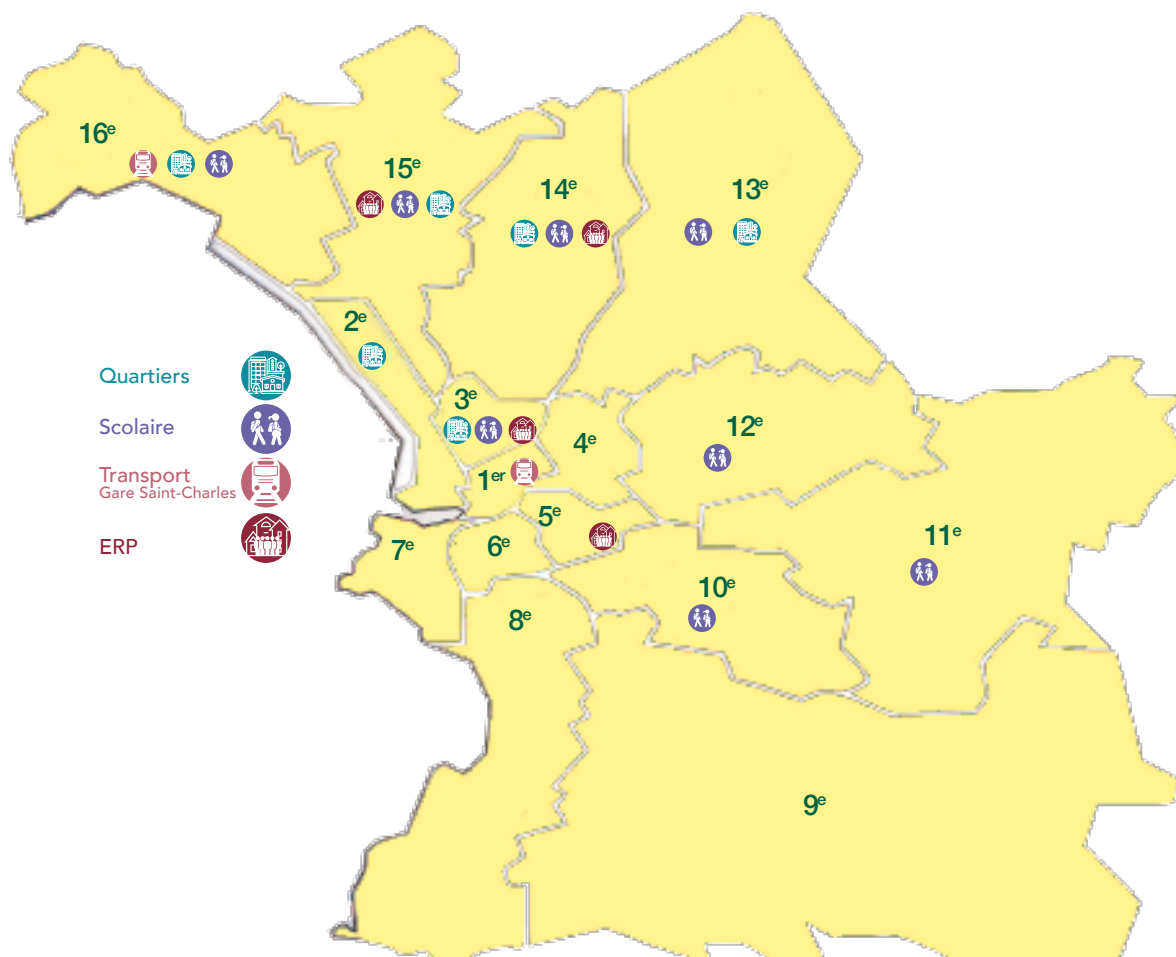 16e
15e
14e
13e
2e
Quartiers
3e
Scolaire
12e
4e
Transport
Gare Saint-Charles
1er
5e
ERP
7e
6e
11e
10e
8e
9e